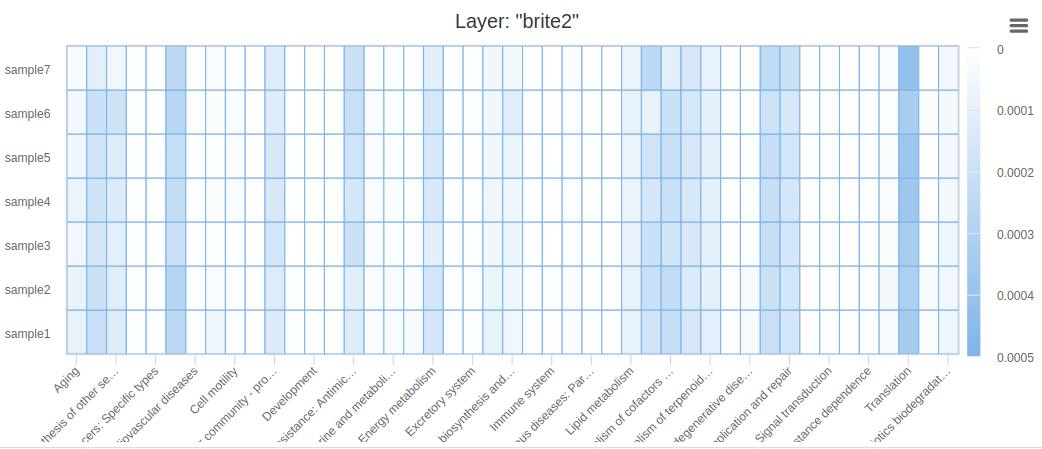 Layer: "brite2"
sample7
sample6
sample5
sample4
sample3
sample2
sample1
0
0.0001
0.0002
0.0003
0.0004
0.0005
Aging
thesis of other se...
cers: Specific types
iovascular diseases
Cell motility
community - pro...
Development
sistance: Antimic...
rine and metaboli...
Energy metabolism
Excretory system
biosynthesis and...
Immune system
us diseases; Par...
Lipid metabolism
lism of cofactors ...
lism of terpenoid...
degenerative dise...
plication and repair
Signal transduction
stance dependence
Translation
iotics biodegradat...